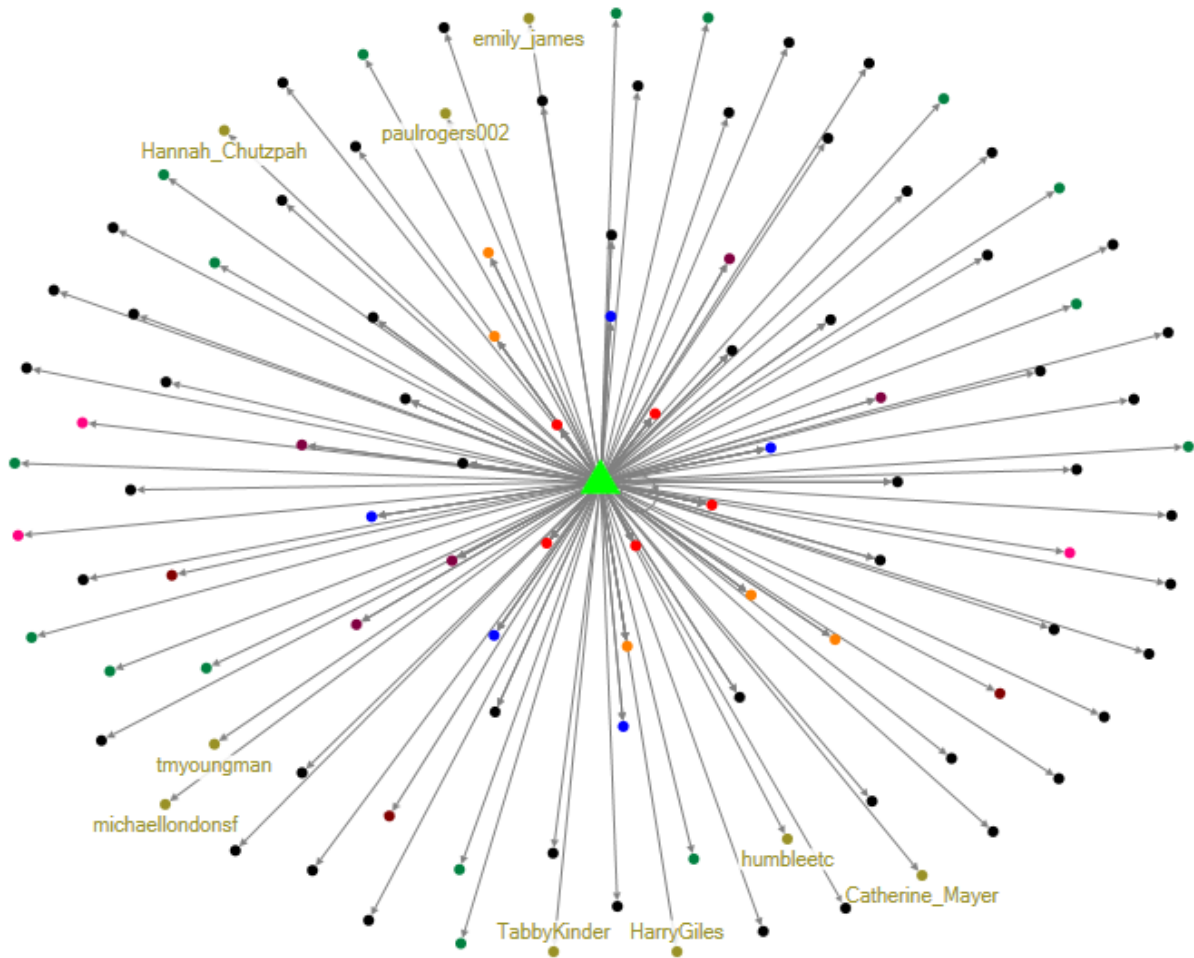 emily_james
paulrogers002
Hannah_Chutzpah
tmyoungman
michaellondonsf
humbleetc
Catherine_Mayer
TabbyKinder
HarryGiles